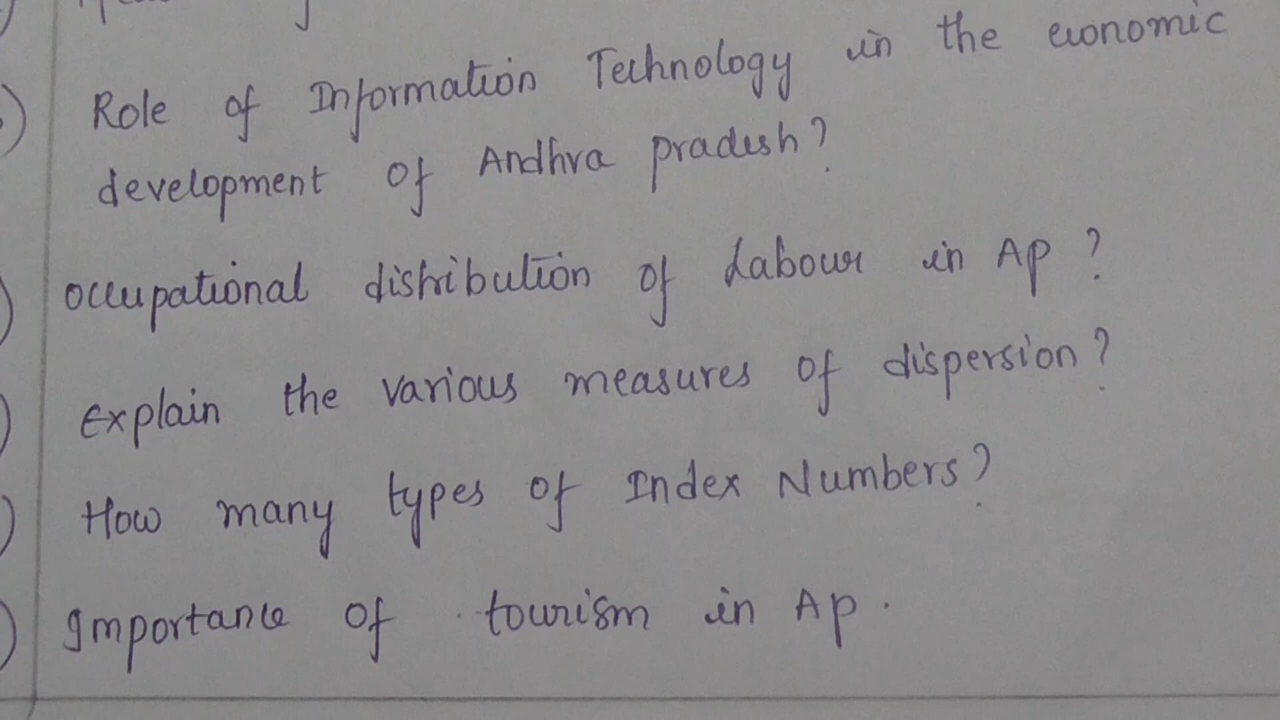 Role of Information Technology in the economic
development of Andhra pradesh?
occupational distribution of Labour in Ap?
Explain the various measures of dispersion?
How many types of Index Numbers?
Importance of tourism in Ap.